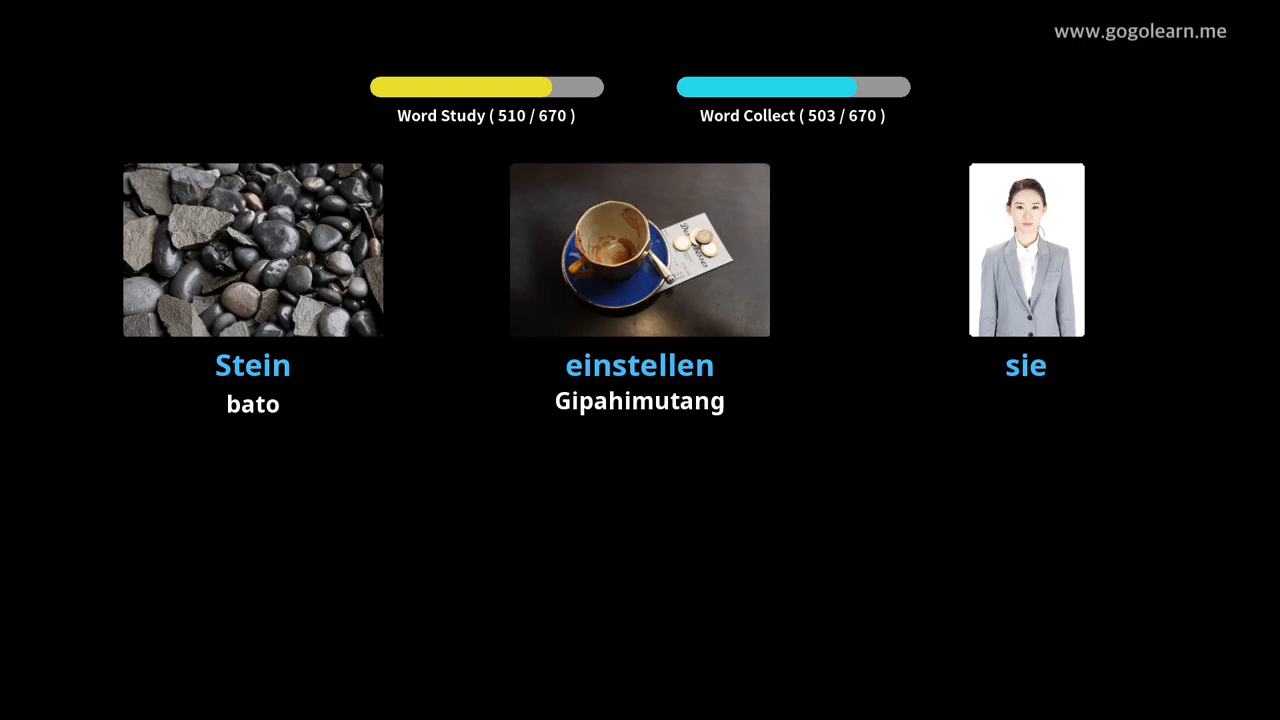 www.gogolearn.me
Word Study ( 510 / 670 )
Word Collect ( 503 / 670 )
Stein
bato
einstellen
Gipahimutang
sie